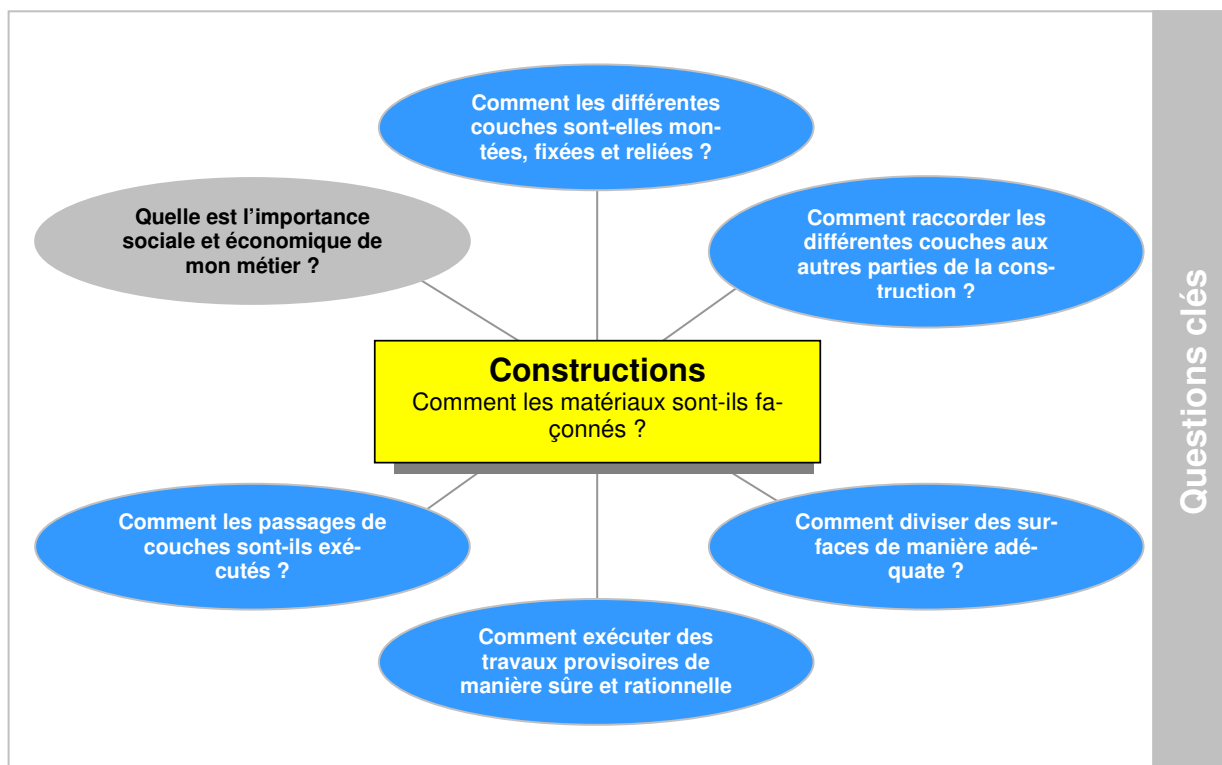 Comment les différentes
couches sont-elles mon-
tées, fixées et reliées ?
Quelle est l’importance
sociale et économique de
mon métier ?
Comment raccorder les
différentes couches aux
autres parties de la cons-
truction ?
Constructions
Comment les matériaux sont-ils fa-
çonnés ?
Comment les passages de
couches sont-ils exé-
cutés ?
Comment diviser des sur-
faces de manière adé-
quate ?
Comment exécuter des
travaux provisoires de
manière sûre et rationnelle
Questions clés